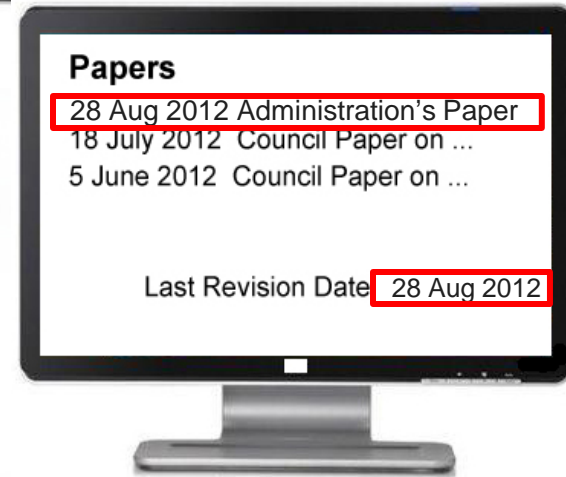 Papers
28 Aug 2012 Administration’s Paper
18 July 2012  Council Paper on ...
5 June 2012  Council Paper on ...
Last Revision Date 28 Aug 2012